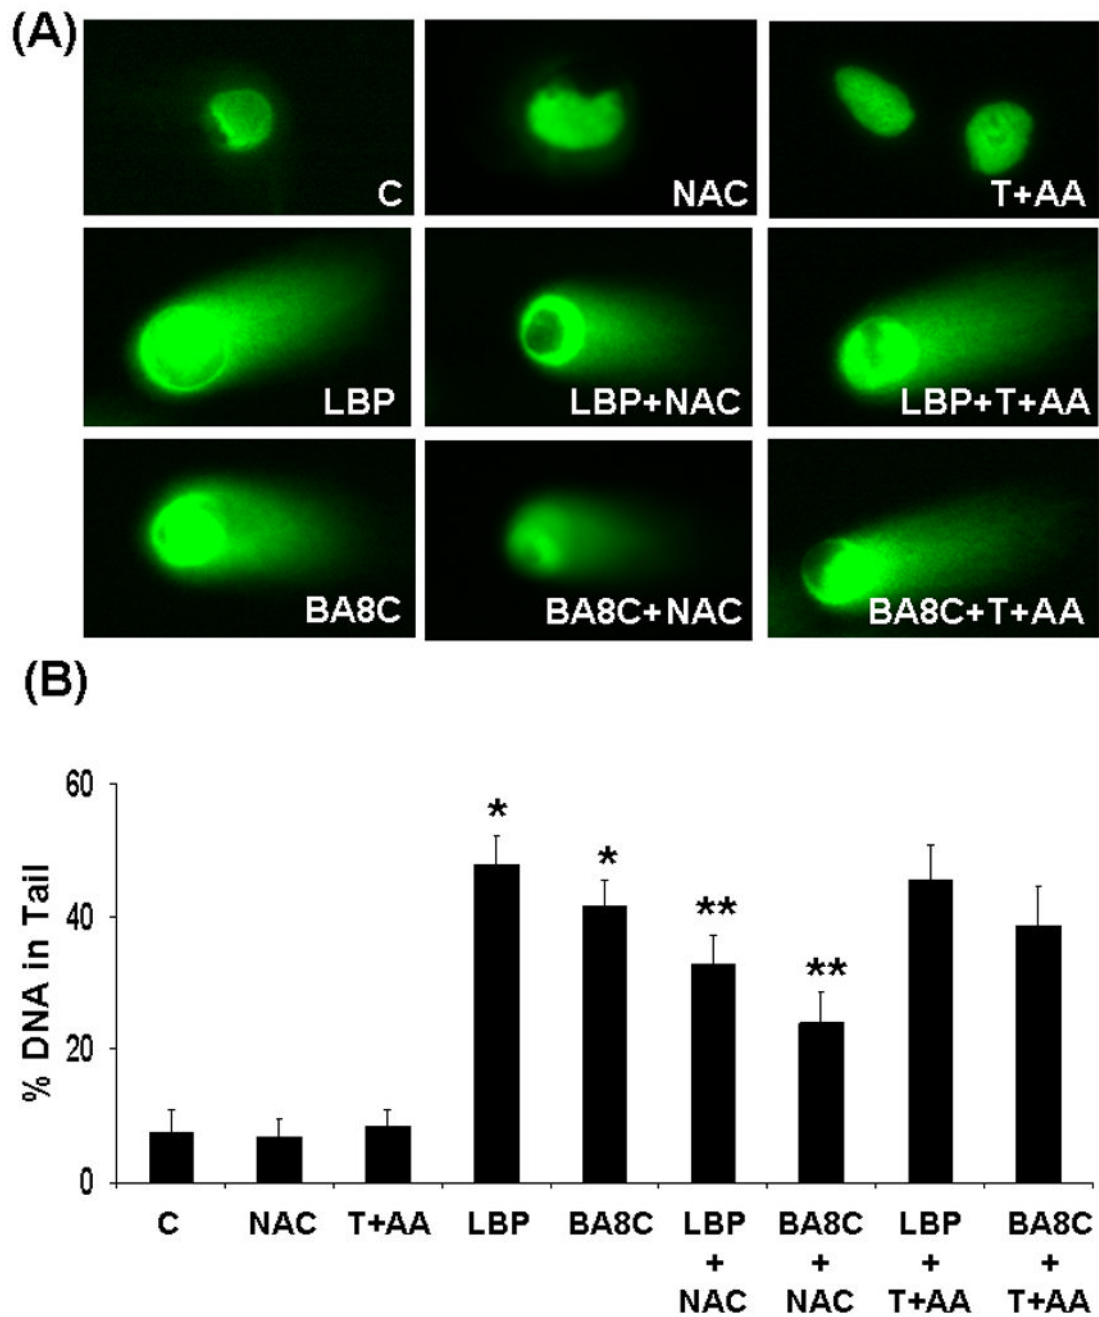 (A)
C
NAC
T+AA
LBP
LBP+NAC
LBP+T+AA
BA8C
BA8C+NAC
BA8C+T+AA
(B)
% DNA in Tail
60
40
20
0
*
*
**
**
C NAC T+AA LBP BA8C LBP BA8C LBP BA8C
+ + + +
NAC NAC T+AA T+AA